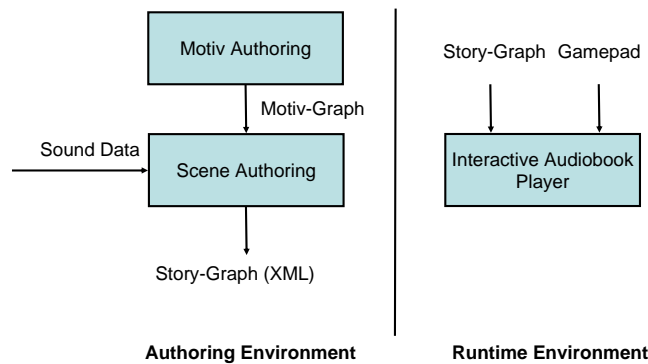 Motiv Authoring
Motiv-Graph
Sound Data
Scene Authoring
Story-Graph (XML)
Authoring Environment
Story-Graph Gamepad
Interactive Audiobook
Player
Runtime Environment